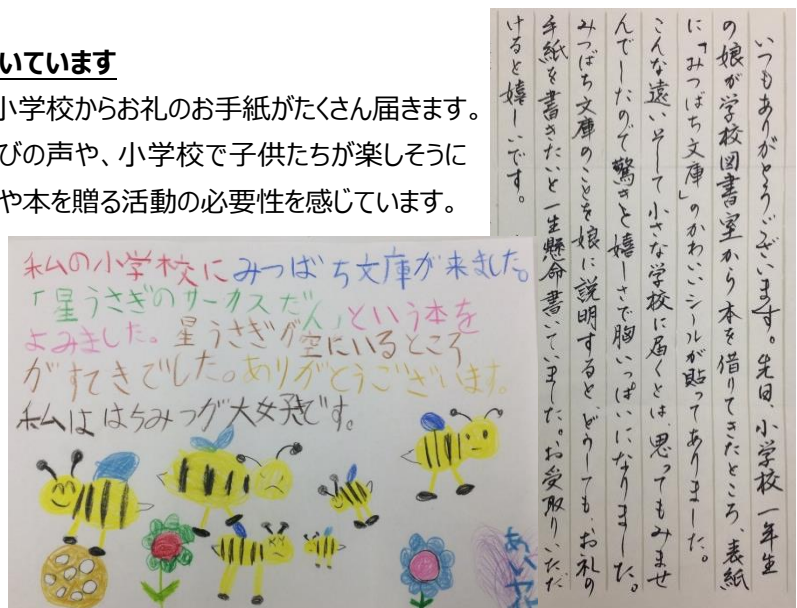 いています
小学校からお礼のお手紙がたくさん届きます。
びの声や、小学校で子供たちが楽しそうに
や本を贈る活動の必要性を感じています。
いつもありがとうございます。先日、小学校一年生
の娘が学校図書室から本を借りてきたところ、表紙
に「みつばち文庫」のかわいいシールが貼ってありました。
こんな遠いそして小さな学校に届くとは、思ってもみませ
んでしたので驚きと嬉しさで胸いっぱいになりました。
みつばち文庫のことを娘に説明すると、どうしても、お礼の
手紙を書きたいと一生懸命書いていました。お受取りいただ
けると嬉しいです。
私の小学校にみつばち文庫が来ました。
「星うさぎのサーカスだん」という本を
よみました。星うさぎが空にいるところ
がすてきでした。ありがとうございます。
私ははちみつが大好きです。